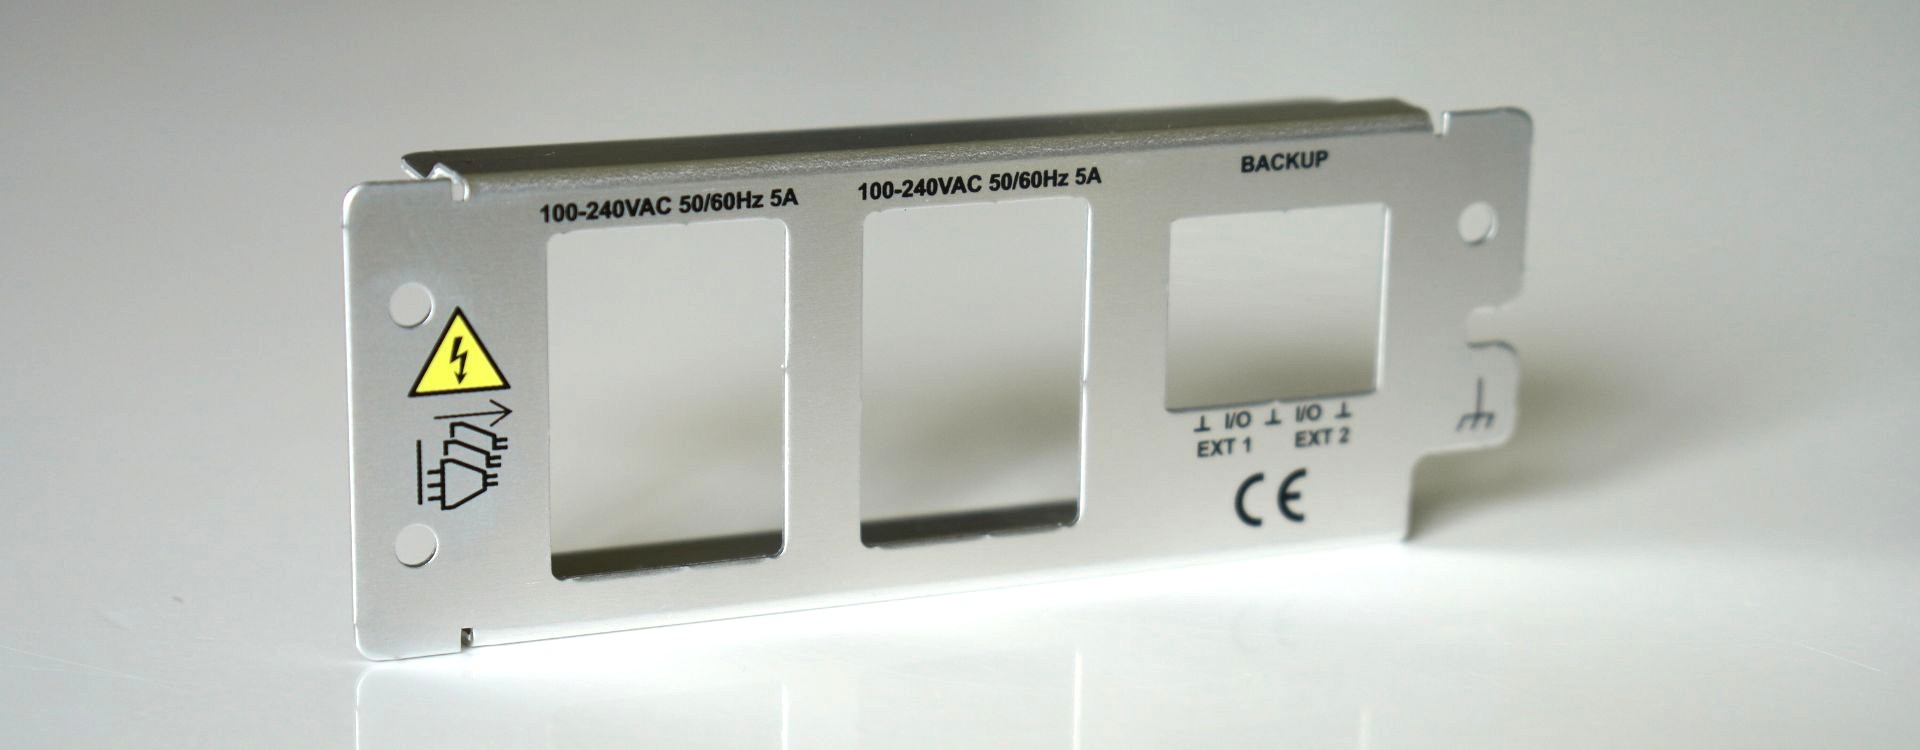 100-240VAC 50/60Hz 5A
100-240VAC 50/60Hz 5A
BACKUP
⊥ I/O ⊥ I/O ⊥
EXT 1 EXT 2
CE